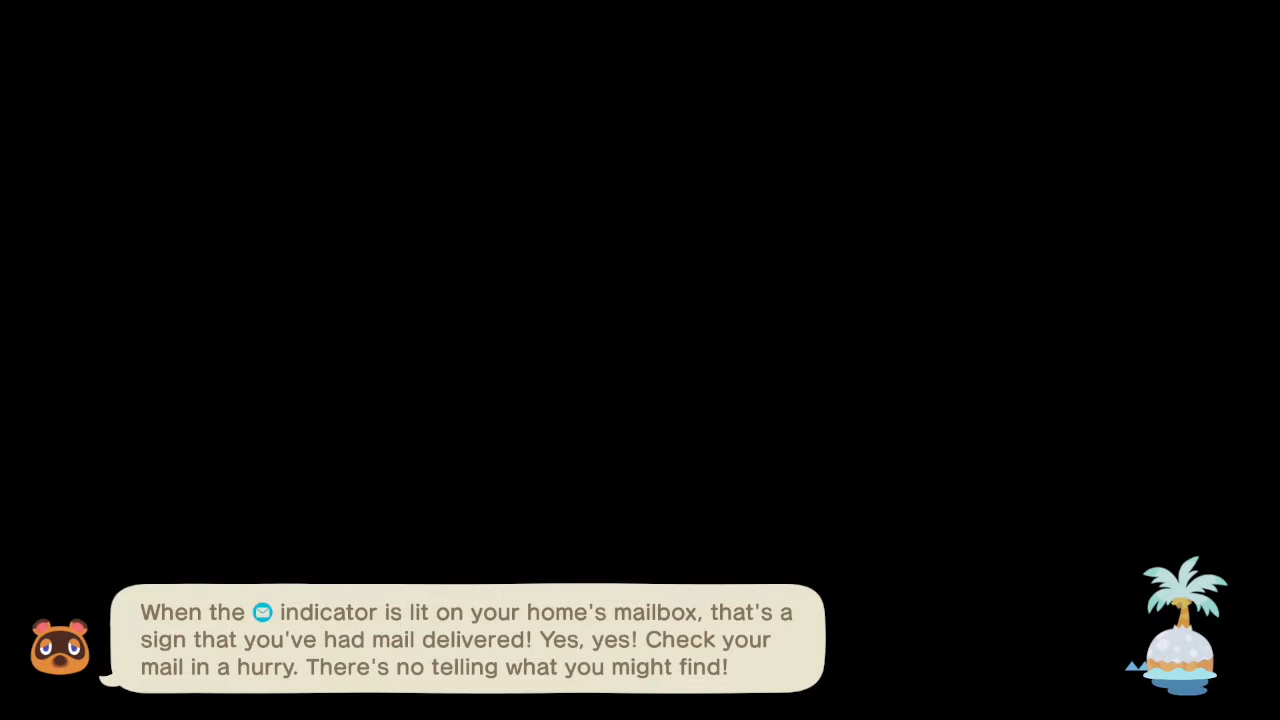 When the indicator is lit on your home's mailbox, that's a
sign that you've had mail delivered! Yes, yes! Check your
mail in a hurry. There's no telling what you might find!